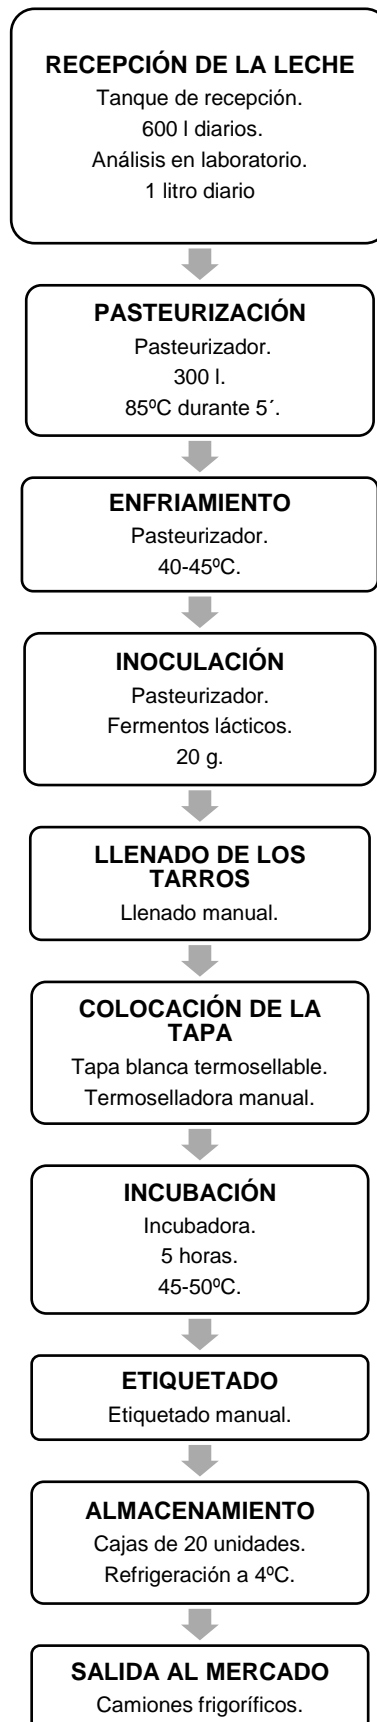 RECEPCIÓN DE LA LECHE
Tanque de recepción.
600 l diarios.
Análisis en laboratorio.
1 litro diario
PASTEURIZACIÓN
Pasteurizador.
300 l.
85ºC durante 5´.
ENFRIAMIENTO
Pasteurizador.
40-45ºC.
INOCULACIÓN
Pasteurizador.
Fermentos lácticos.
20 g.
LLENADO DE LOS
TARROS
Llenado manual.
COLOCACIÓN DE LA
TAPA
Tapa blanca termosellable.
Termoselladora manual.
INCUBACIÓN
Incubadora.
5 horas.
45-50ºC.
ETIQUETADO
Etiquetado manual.
ALMACENAMIENTO
Cajas de 20 unidades.
Refrigeración a 4ºC.
SALIDA AL MERCADO
Camiones frigoríficos.